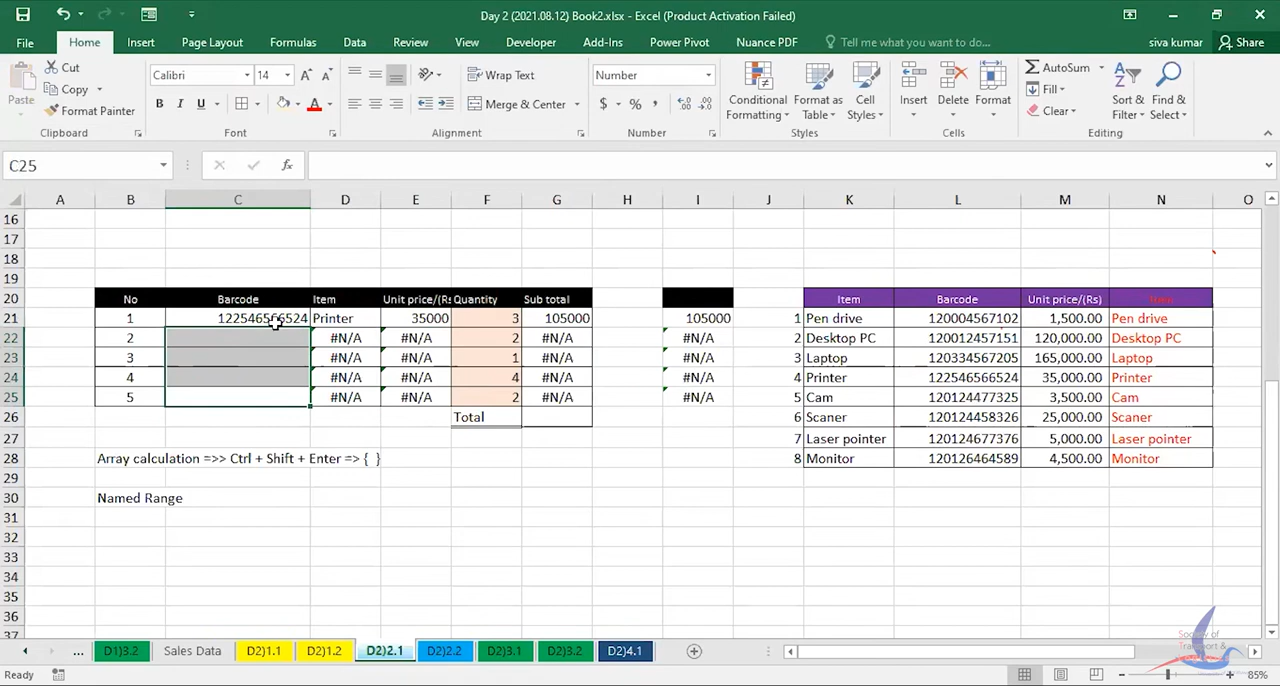 Day 2 (2021.08.12) Book2.xlsx - Excel (Product Activation Failed)
File Home Insert Page Layout Formulas Data Review View Developer Add-Ins Power Pivot Nuance PDF Tell me what you want to do... siva kumar Share
Paste Cut Copy Format Painter Clipboard
Calibri 14 B I U A Font
Wrap Text Merge & Center Alignment
Number $ % , Number
Conditional Formatting Format as Table Cell Styles Styles
Insert Delete Format Cells
AutoSum Fill Clear Sort & Filter Find & Select Editing
C25 fx
A B C D E F G H I J K L M N O
16
17
18
19
20 No Barcode Item Unit price/(Rs Quantity Sub total Item Barcode Unit price/(Rs) Item
21 1 122546566524 Printer 35000 3 105000 105000 1 Pen drive 120004567102 1,500.00 Pen drive
22 2 #N/A #N/A 2 #N/A #N/A 2 Desktop PC 120012457151 120,000.00 Desktop PC
23 3 #N/A #N/A 1 #N/A #N/A 3 Laptop 120334567205 165,000.00 Laptop
24 4 #N/A #N/A 4 #N/A #N/A 4 Printer 122546566524 35,000.00 Printer
25 5 #N/A #N/A 2 #N/A #N/A 5 Cam 120124477325 3,500.00 Cam
26 Total 6 Scaner 120124458326 25,000.00 Scaner
27 7 Laser pointer 120124677376 5,000.00 Laser pointer
28 Array calculation =>> Ctrl + Shift + Enter => { } 8 Monitor 120126464589 4,500.00 Monitor
29
30 Named Range
31
32
33
34
35
36
37
... D1)3.2 Sales Data D2)1.1 D2)1.2 D2)2.1 D2)2.2 D2)3.1 D2)3.2 D2)4.1
Society of
Transport &
Ready 85%